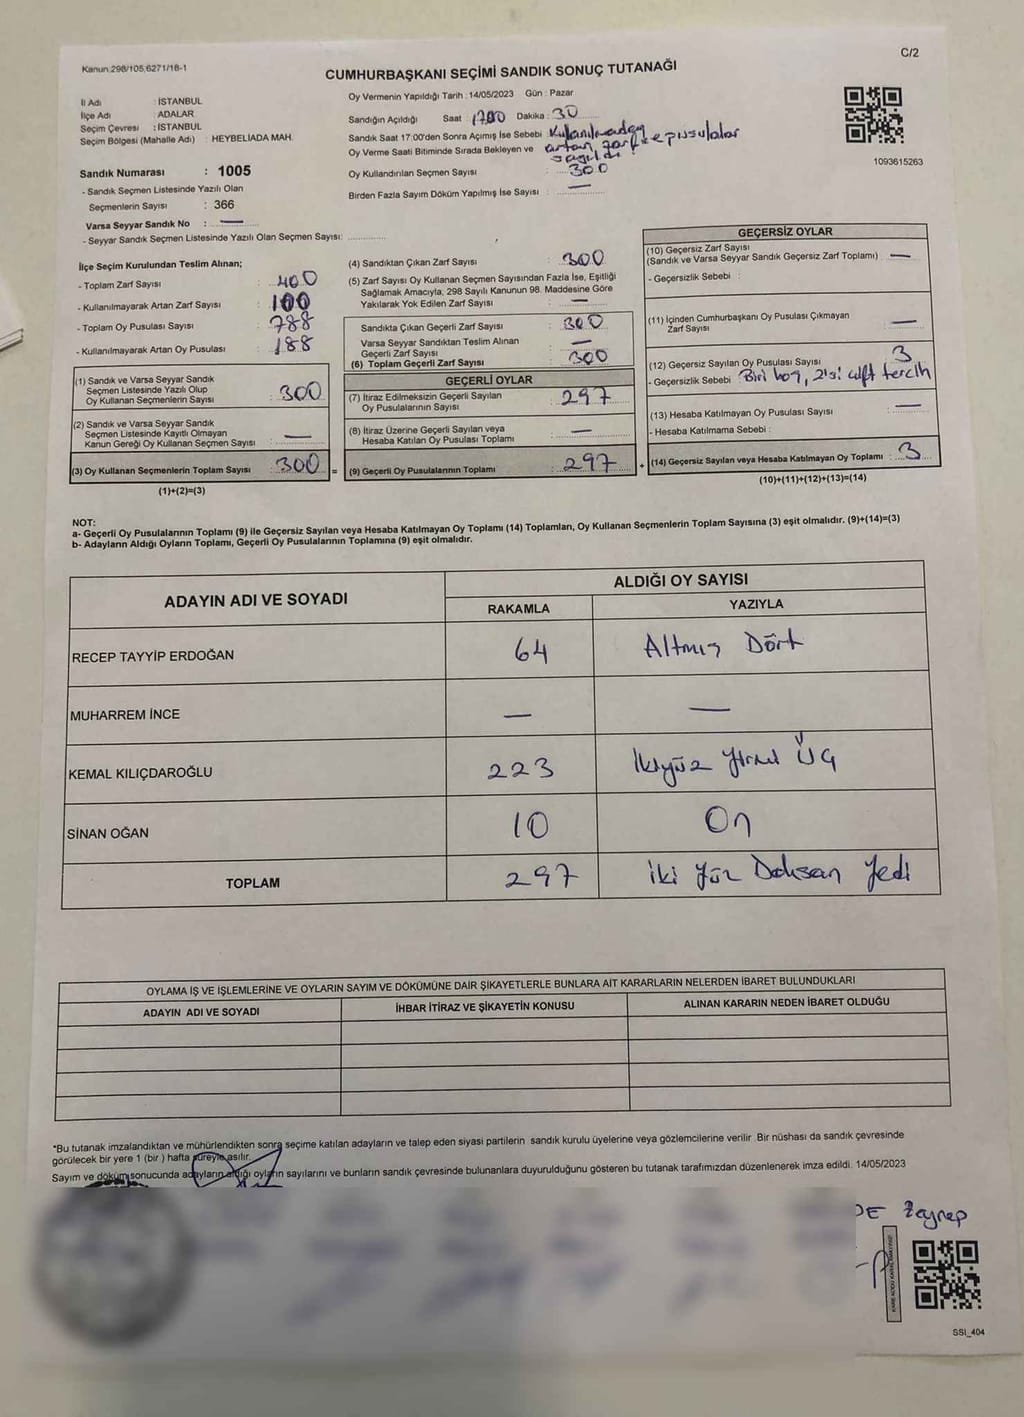 Kanun:298/105,6271/18-1
C/2
CUMHURBAŞKANI SEÇİMİ SANDIK SONUÇ TUTANAĞI
İl Adı : İSTANBUL
İlçe Adı : ADALAR
Seçim Çevresi : İSTANBUL
Seçim Bölgesi (Mahalle Adı) : HEYBELİADA MAH.
Sandık Numarası : 1005
- Sandık Seçmen Listesinde Yazılı Olan
Seçmenlerin Sayısı : 366
Varsa Seyyar Sandık No : —
- Seyyar Sandık Seçmen Listesinde Yazılı Olan Seçmen Sayısı: ............
Oy Vermenin Yapıldığı Tarih : 14/05/2023 Gün : Pazar
Sandığın Açıldığı Saat : 1700 Dakika : 30
Sandık Saat 17:00'den Sonra Açımış İse Sebebi Kullanılmadan
Oy Verme Saati Bitiminde Sırada Bekleyen ve artan zarf e pusulalar
sayıldı.
Oy Kullandırılan Seçmen Sayısı : 300
Birden Fazla Sayım Döküm Yapılmış İse Sayısı : —
1093615263
İlçe Seçim Kurulundan Teslim Alınan;
- Toplam Zarf Sayısı : 400
- Kullanılmayarak Artan Zarf Sayısı : 100
- Toplam Oy Pusulası Sayısı : 788
- Kullanılmayarak Artan Oy Pusulası : 188
(1) Sandık ve Varsa Seyyar Sandık
Seçmen Listesinde Yazılı Olup
Oy Kullanan Seçmenlerin Sayısı : 300
(2) Sandık ve Varsa Seyyar Sandık
Seçmen Listesinde Kayıtlı Olmayan
Kanun Gereği Oy Kullanan Seçmen Sayısı : —
(3) Oy Kullanan Seçmenlerin Toplam Sayısı : 300 =
(1)+(2)=(3)
(4) Sandıktan Çıkan Zarf Sayısı : 300
(5) Zarf Sayısı Oy Kullanan Seçmen Sayısından Fazla İse, Eşitliği
Sağlamak Amacıyla, 298 Sayılı Kanunun 98. Maddesine Göre
Yakılarak Yok Edilen Zarf Sayısı : —
Sandıkta Çıkan Geçerli Zarf Sayısı : 300
Varsa Seyyar Sandıktan Teslim Alınan
Geçerli Zarf Sayısı : —
(6) Toplam Geçerli Zarf Sayısı : 300
GEÇERLİ OYLAR
(7) İtiraz Edilmeksizin Geçerli Sayılan
Oy Pusulalarının Sayısı : 297
(8) İtiraz Üzerine Geçerli Sayılan veya
Hesaba Katılan Oy Pusulası Toplamı : —
(9) Geçerli Oy Pusulalarının Toplamı : 297 +
GEÇERSİZ OYLAR
(10) Geçersiz Zarf Sayısı
(Sandık ve Varsa Seyyar Sandık Geçersiz Zarf Toplamı) —
- Geçersizlik Sebebi :
(11) İçinden Cumhurbaşkanı Oy Pusulası Çıkmayan
Zarf Sayısı : —
(12) Geçersiz Sayılan Oy Pusulası Sayısı : 3
- Geçersizlik Sebebi : Biri boş, 2'si çift tercih
(13) Hesaba Katılmayan Oy Pusulası Sayısı : —
- Hesaba Katılmama Sebebi :
(14) Geçersiz Sayılan veya Hesaba Katılmayan Oy Toplamı : 3
(10)+(11)+(12)+(13)=(14)
NOT:
a- Geçerli Oy Pusulalarının Toplamı (9) ile Geçersiz Sayılan veya Hesaba Katılmayan Oy Toplamı (14) Toplamları, Oy Kullanan Seçmenlerin Toplam Sayısına (3) eşit olmalıdır. (9)+(14)=(3)
b- Adayların Aldığı Oyların Toplamı, Geçerli Oy Pusulalarının Toplamına (9) eşit olmalıdır.
ADAYIN ADI VE SOYADI
ALDIĞI OY SAYISI
RAKAMLA YAZIYLA
RECEP TAYYİP ERDOĞAN 64 Altmış Dört
MUHARREM İNCE — —
KEMAL KILIÇDAROĞLU 223 İkiyüz Yirmi Üç
SİNAN OĞAN 10 On
TOPLAM 297 İki Yüz Doksan Yedi
OYLAMA İŞ VE İŞLEMLERİNE VE OYLARIN SAYIM VE DÖKÜMÜNE DAİR ŞİKAYETLERLE BUNLARA AİT KARARLARIN NELERDEN İBARET BULUNDUKLARI
ADAYIN ADI VE SOYADI İHBAR İTİRAZ VE ŞİKAYETİN KONUSU ALINAN KARARIN NEDEN İBARET OLDUĞU
*Bu tutanak imzalandıktan ve mühürlendikten sonra seçime katılan adayların ve talep eden siyasi partilerin sandık kurulu üyelerine veya gözlemcilerine verilir. Bir nüshası da sandık çevresinde
görülecek bir yere 1 (bir) hafta süreyle asılır.
Sayım ve döküm sonucunda adayların aldığı oyların sayılarını ve bunların sandık çevresinde bulunanlara duyurulduğunu gösteren bu tutanak tarafımızdan düzenlenerek imza edildi. 14/05/2023
DE Zeynep
SSI_404